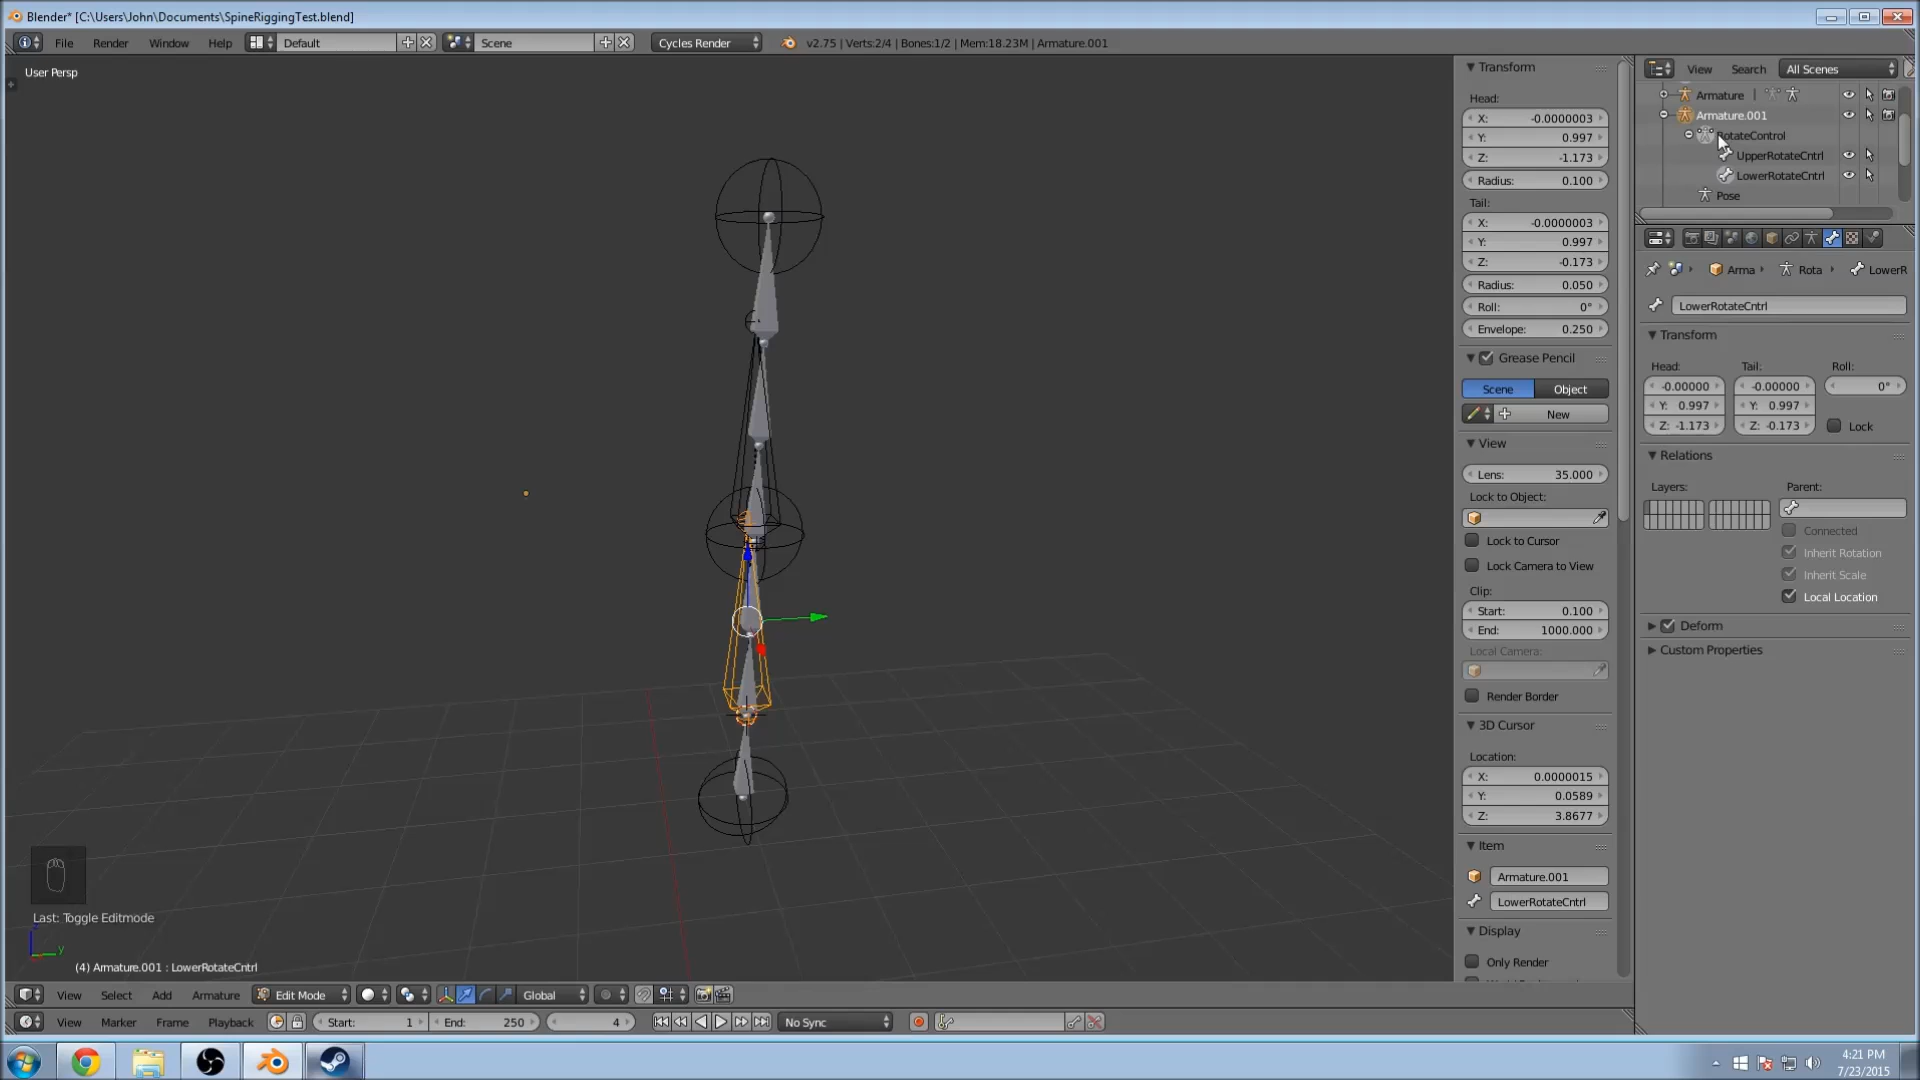 Blender* [C:\Users\John\Documents\SpineRiggingTest.blend]
File Render Window Help Default Scene Cycles Render v2.75 | Verts:2/4 | Bones:1/2 | Mem:18.23M | Armature.001
User Persp
Transform
Head:
X: -0.0000003
Y: 0.997
Z: -1.173
Radius: 0.100
Tail:
X: -0.0000003
Y: 0.997
Z: -0.173
Radius: 0.050
Roll: 0°
Envelope: 0.250
Grease Pencil
Scene Object
New
View
Lens: 35.000
Lock to Object:
Lock to Cursor
Lock Camera to View
Clip:
Start: 0.100
End: 1000.000
Local Camera:
Render Border
3D Cursor
Location:
X: 0.0000015
Y: 0.0589
Z: 3.8677
Item
Armature.001
LowerRotateCntrl
Display
Only Render
View Search All Scenes
Armature
Armature.001
RotateControl
UpperRotateCntrl
LowerRotateCntrl
Pose
Arma Rota LowerR
LowerRotateCntrl
Transform
Head: Tail: Roll:
-0.00000 -0.00000 0°
Y: 0.997 Y: 0.997
Z: -1.173 Z: -0.173 Lock
Relations
Layers: Parent:
Connected
Inherit Rotation
Inherit Scale
Local Location
Deform
Custom Properties
Last: Toggle Editmode
y
(4) Armature.001 : LowerRotateCntrl
View Select Add Armature Edit Mode Global
View Marker Frame Playback Start: 1 End: 250 4 No Sync
4:21 PM
7/23/2015